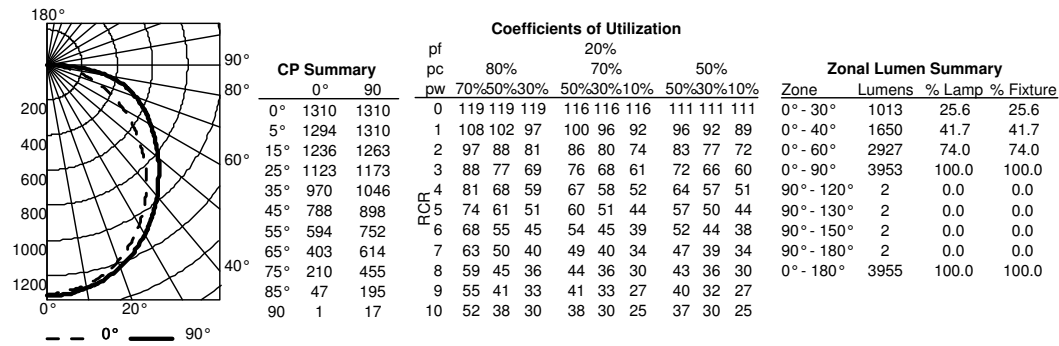 180°
90°
80°
60°
40°
20°
0°
200
400
600
800
1000
1200
0° 90°
CP Summary
0° 90
0° 1310 1310
5° 1294 1310
15° 1236 1263
25° 1123 1173
35° 970 1046
45° 788 898
55° 594 752
65° 403 614
75° 210 455
85° 47 195
90 1 17
Coefficients of Utilization
pf 20%
pc 80% 70% 50%
pw 70%50%30% 50%30%10% 50%30%10%
RCR
0 119 119 119 116 116 116 111 111 111
1 108 102 97 100 96 92 96 92 89
2 97 88 81 86 80 74 83 77 72
3 88 77 69 76 68 61 72 66 60
4 81 68 59 67 58 52 64 57 51
5 74 61 51 60 51 44 57 50 44
6 68 55 45 54 45 39 52 44 38
7 63 50 40 49 40 34 47 39 34
8 59 45 36 44 36 30 43 36 30
9 55 41 33 41 33 27 40 32 27
10 52 38 30 38 30 25 37 30 25
Zonal Lumen Summary
Zone Lumens % Lamp % Fixture
0°- 30° 1013 25.6 25.6
0°- 40° 1650 41.7 41.7
0°- 60° 2927 74.0 74.0
0°- 90° 3953 100.0 100.0
90°- 120° 2 0.0 0.0
90°- 130° 2 0.0 0.0
90°- 150° 2 0.0 0.0
90°- 180° 2 0.0 0.0
0°- 180° 3955 100.0 100.0